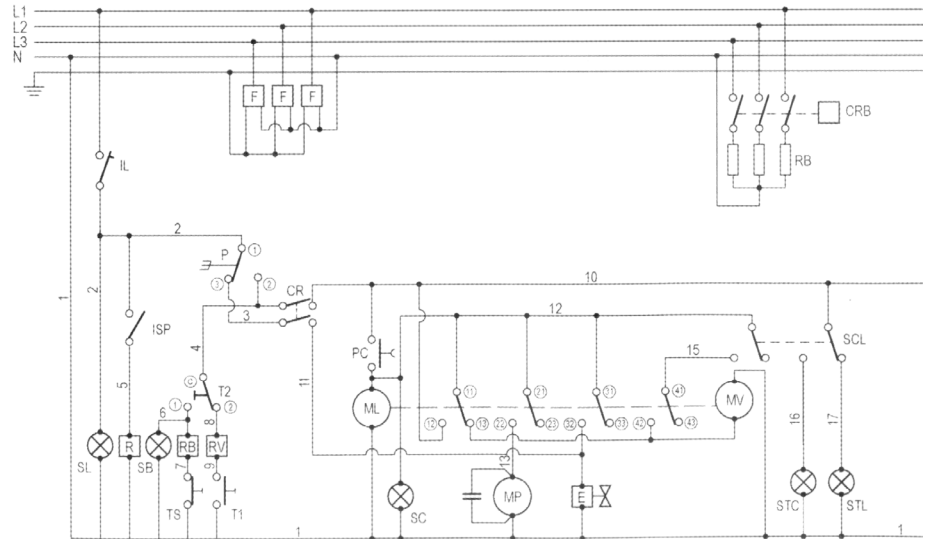 L1
L2
L3
N
F F F
CRB
RB
IL
2
P
1
3
2
CR
3
10
12
ISP
1
2
4
5
11
PC
SCL
15
C
T2
1
2
6
8
ML
11
21
31
41
MV
12
13
22
23
32
33
42
43
16
17
SL
R
SB
RB
RV
7
9
TS
T1
13
SC
MP
E
STC
STL
1
1